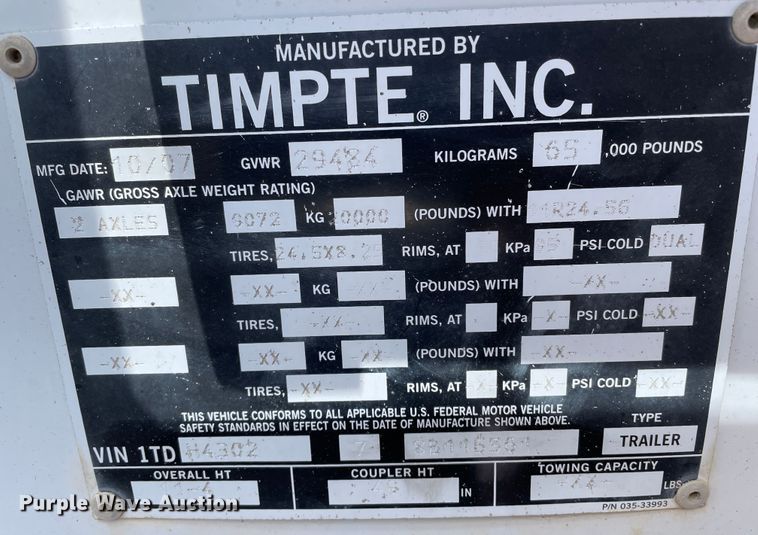 MANUFACTURED BY
TIMPTE® INC.
MFG DATE: 10/07 GVWR 29484 KILOGRAMS 65 ,000 POUNDS
GAWR (GROSS AXLE WEIGHT RATING)
2 AXLES 9072 KG 20000 (POUNDS) WITH
TIRES, 24.5X8.25 RIMS, AT KPa PSI COLD DUAL
-XX- -XX- KG (POUNDS) WITH -XX-
TIRES, RIMS, AT KPa -X- PSI COLD -XX-
-XX- -XX- KG -XX (POUNDS) WITH -XX-
TIRES, -XX- RIMS, AT -X- KPa -X- PSI COLD -XX-
THIS VEHICLE CONFORMS TO ALL APPLICABLE U.S. FEDERAL MOTOR VEHICLE
SAFETY STANDARDS IN EFFECT ON THE DATE OF MANUFACTURE SHOWN ABOVE.
TYPE
VIN 1TD H4302 7 TRAILER
OVERALL HT COUPLER HT TOWING CAPACITY
IN LBS
P/N 035-33993
Purple Wave Auction